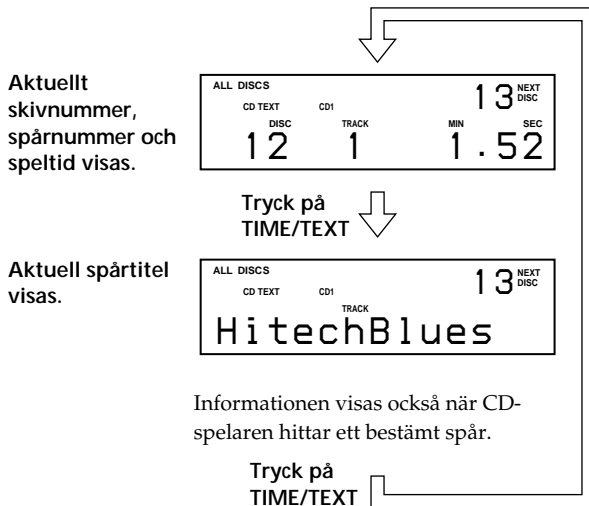 Aktuellt
skivnummer,
spårnummer och
speltid visas.
ALL DISCS
CD TEXT CD1
13 NEXT DISC
DISC TRACK MIN SEC
12 1 1.52
Tryck på
TIME/TEXT
Aktuell spårtitel
visas.
ALL DISCS
CD TEXT CD1
13 NEXT DISC
TRACK
HitechBlues
Informationen visas också när CD-
spelaren hittar ett bestämt spår.
Tryck på
TIME/TEXT